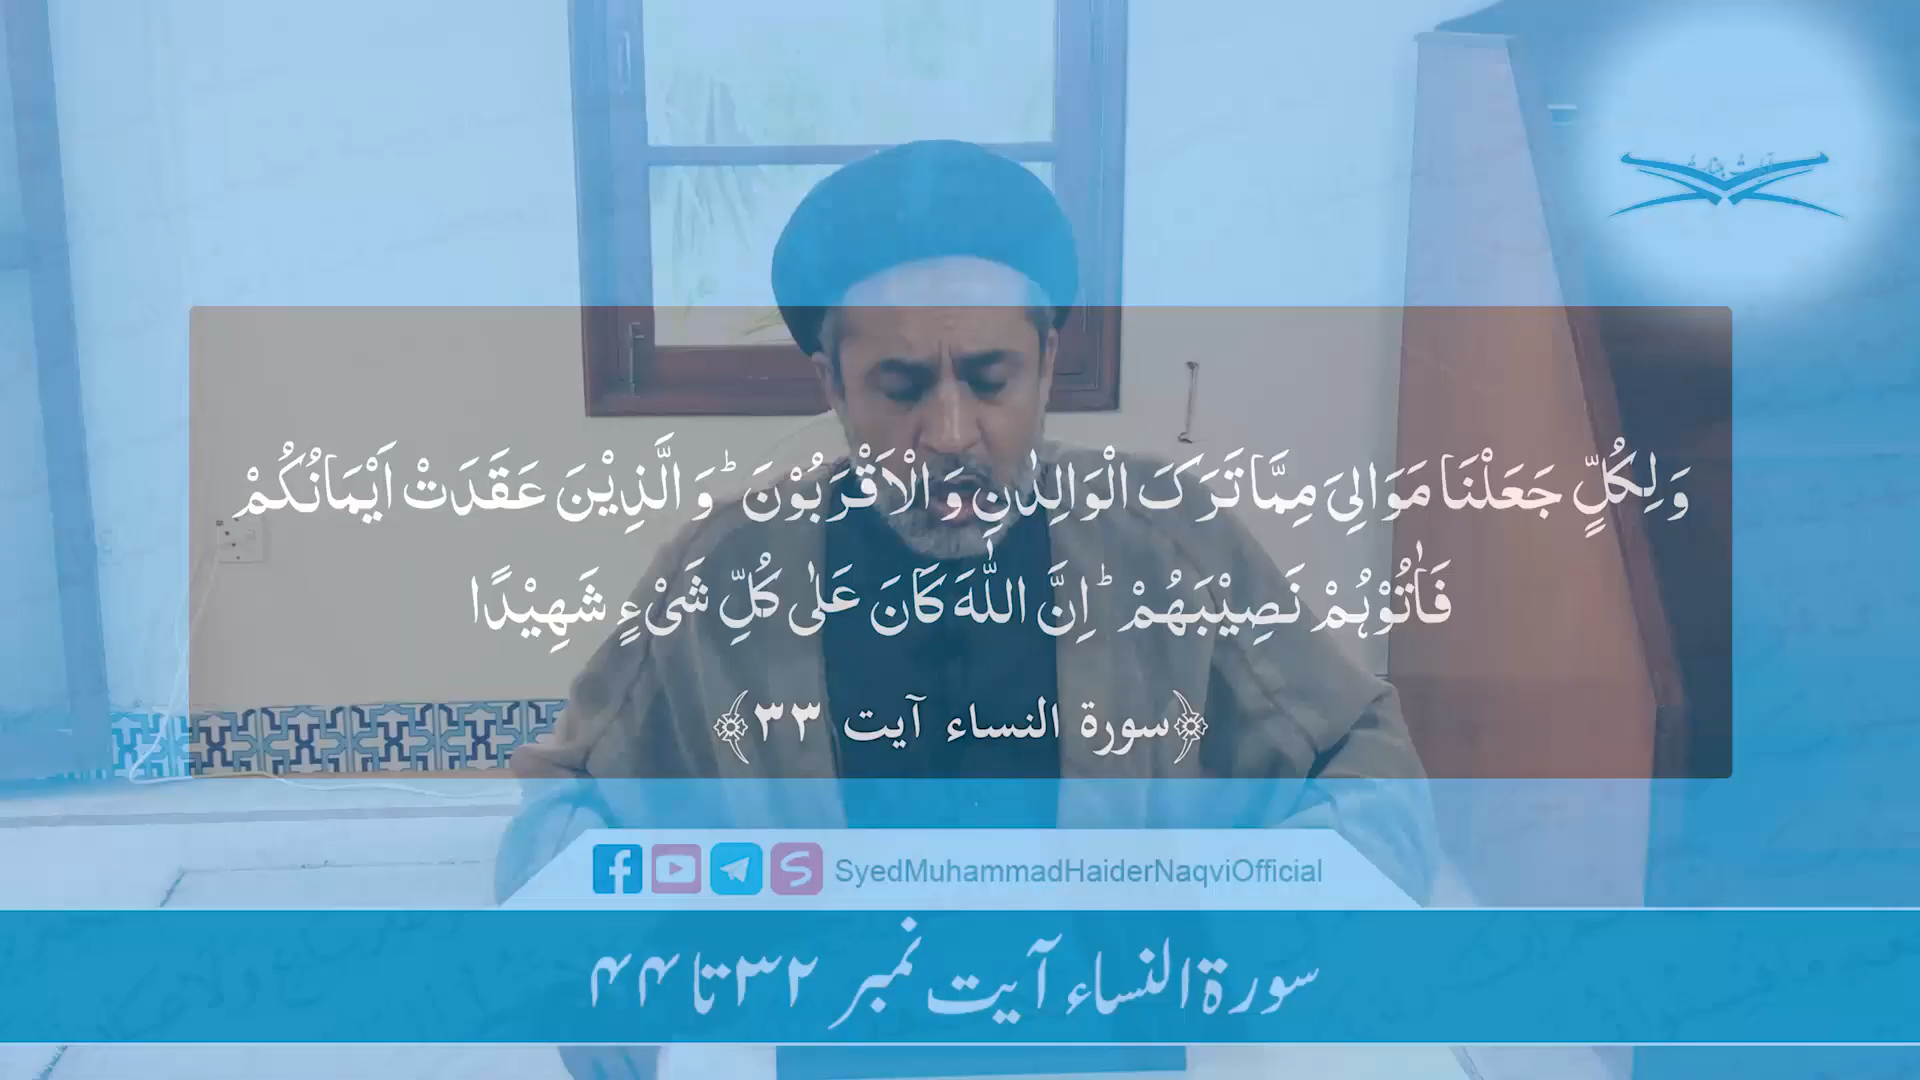 وَ لِکُلٍّ جَعَلْنَا مَوَالِیَ مِمَّا تَرَکَ الْوَالِدٰنِ وَ الْاَقْرَبُوْنَ ؕ وَ الَّذِیْنَ عَقَدَتْ اَیْمَانُکُمْ
فَاٰتُوْہُمْ نَصِیْبَہُمْ ؕ اِنَّ اللّٰہَ کَانَ عَلٰی کُلِّ شَیْءٍ شَہِیْدًا
﴿سورة النساء آیت ۳۳﴾
SyedMuhammadHaiderNaqviOfficial
سورۃ النساء آیت نمبر ۳۲ تا ۴۴